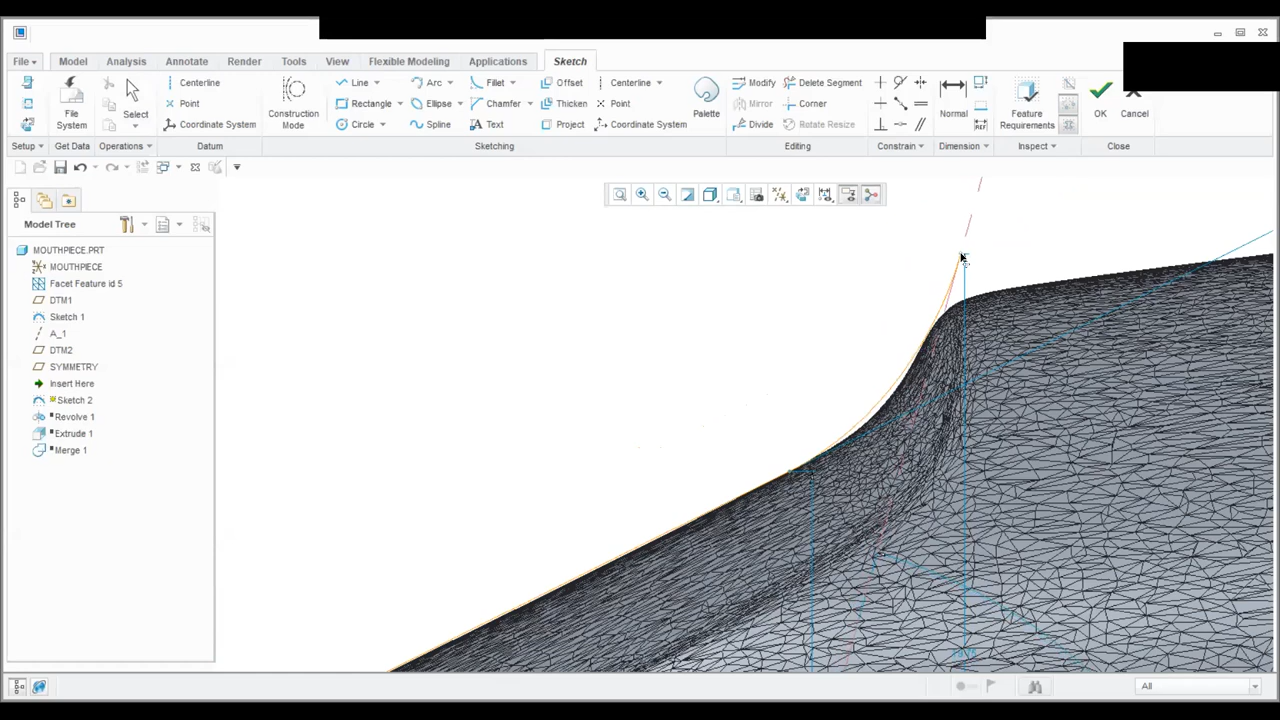 File Model Analysis Annotate Render Tools View Flexible Modeling Applications Sketch
Centerline Line Arc Fillet Offset Centerline Modify Delete Segment
Point Rectangle Ellipse Chamfer Thicken Point Mirror Corner
Coordinate System Circle Spline Text Project Coordinate System Divide Rotate Resize
File System Select Construction Mode Palette Normal Feature Requirements OK Cancel
Setup Get Data Operations Datum Sketching Editing Constrain Dimension Inspect Close
Model Tree
MOUTHPIECE.PRT
MOUTHPIECE
Facet Feature id 5
DTM1
Sketch 1
A_1
DTM2
SYMMETRY
Insert Here
Sketch 2
Revolve 1
Extrude 1
Merge 1
All